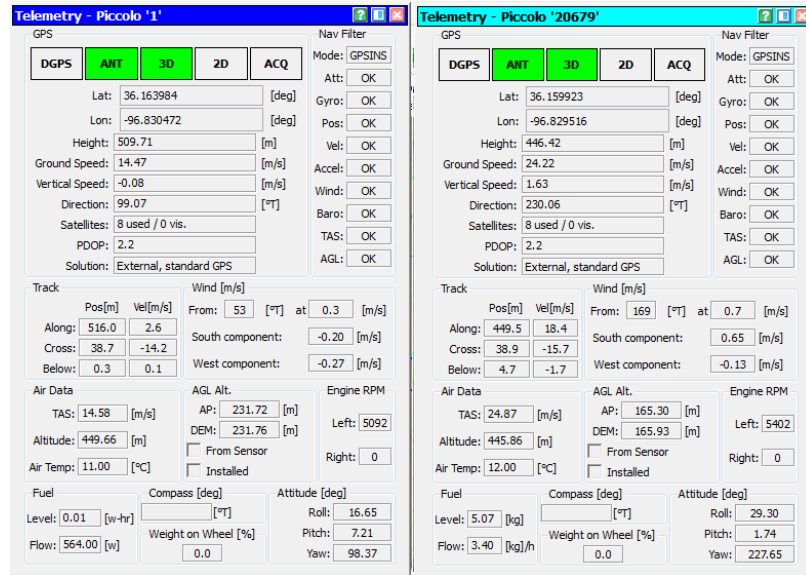 Telemetry - Piccolo '1'
GPS
DGPS ANT 3D 2D ACQ
Lat: 36.163984 [deg]
Lon: -96.830472 [deg]
Height: 509.71 [m]
Ground Speed: 14.47 [m/s]
Vertical Speed: -0.08 [m/s]
Direction: 99.07 [°T]
Satellites: 8 used / 0 vis.
PDOP: 2.2
Solution: External, standard GPS
Nav Filter
Mode: GPSINS
Att: OK
Gyro: OK
Pos: OK
Vel: OK
Accel: OK
Wind: OK
Baro: OK
TAS: OK
AGL: OK
Track
Pos[m] Vel[m/s]
Along: 516.0 2.6
Cross: 38.7 -14.2
Below: 0.3 0.1
Wind [m/s]
From: 53 [°T] at 0.3 [m/s]
South component: -0.20 [m/s]
West component: -0.27 [m/s]
Air Data
TAS: 14.58 [m/s]
Altitude: 449.66 [m]
Air Temp: 11.00 [°C]
AGL Alt.
AP: 231.72 [m]
DEM: 231.76 [m]
From Sensor
Installed
Engine RPM
Left: 5092
Right: 0
Fuel
Level: 0.01 [w-hr]
Flow: 564.00 [w]
Compass [deg]
[°T]
Weight on Wheel [%]
0.0
Attitude [deg]
Roll: 16.65
Pitch: 7.21
Yaw: 98.37
Telemetry - Piccolo '20679'
GPS
DGPS ANT 3D 2D ACQ
Lat: 36.159923 [deg]
Lon: -96.829516 [deg]
Height: 446.42 [m]
Ground Speed: 24.22 [m/s]
Vertical Speed: 1.63 [m/s]
Direction: 230.06 [°T]
Satellites: 8 used / 0 vis.
PDOP: 2.2
Solution: External, standard GPS
Nav Filter
Mode: GPSINS
Att: OK
Gyro: OK
Pos: OK
Vel: OK
Accel: OK
Wind: OK
Baro: OK
TAS: OK
AGL: OK
Track
Pos[m] Vel[m/s]
Along: 449.5 18.4
Cross: 38.9 -15.7
Below: 4.7 -1.7
Wind [m/s]
From: 169 [°T] at 0.7 [m/s]
South component: 0.65 [m/s]
West component: -0.13 [m/s]
Air Data
TAS: 24.87 [m/s]
Altitude: 445.86 [m]
Air Temp: 12.00 [°C]
AGL Alt.
AP: 165.30 [m]
DEM: 165.93 [m]
From Sensor
Installed
Engine RPM
Left: 5402
Right: 0
Fuel
Level: 5.07 [kg]
Flow: 3.40 [kg]/h
Compass [deg]
[°T]
Weight on Wheel [%]
0.0
Attitude [deg]
Roll: 29.30
Pitch: 1.74
Yaw: 227.65